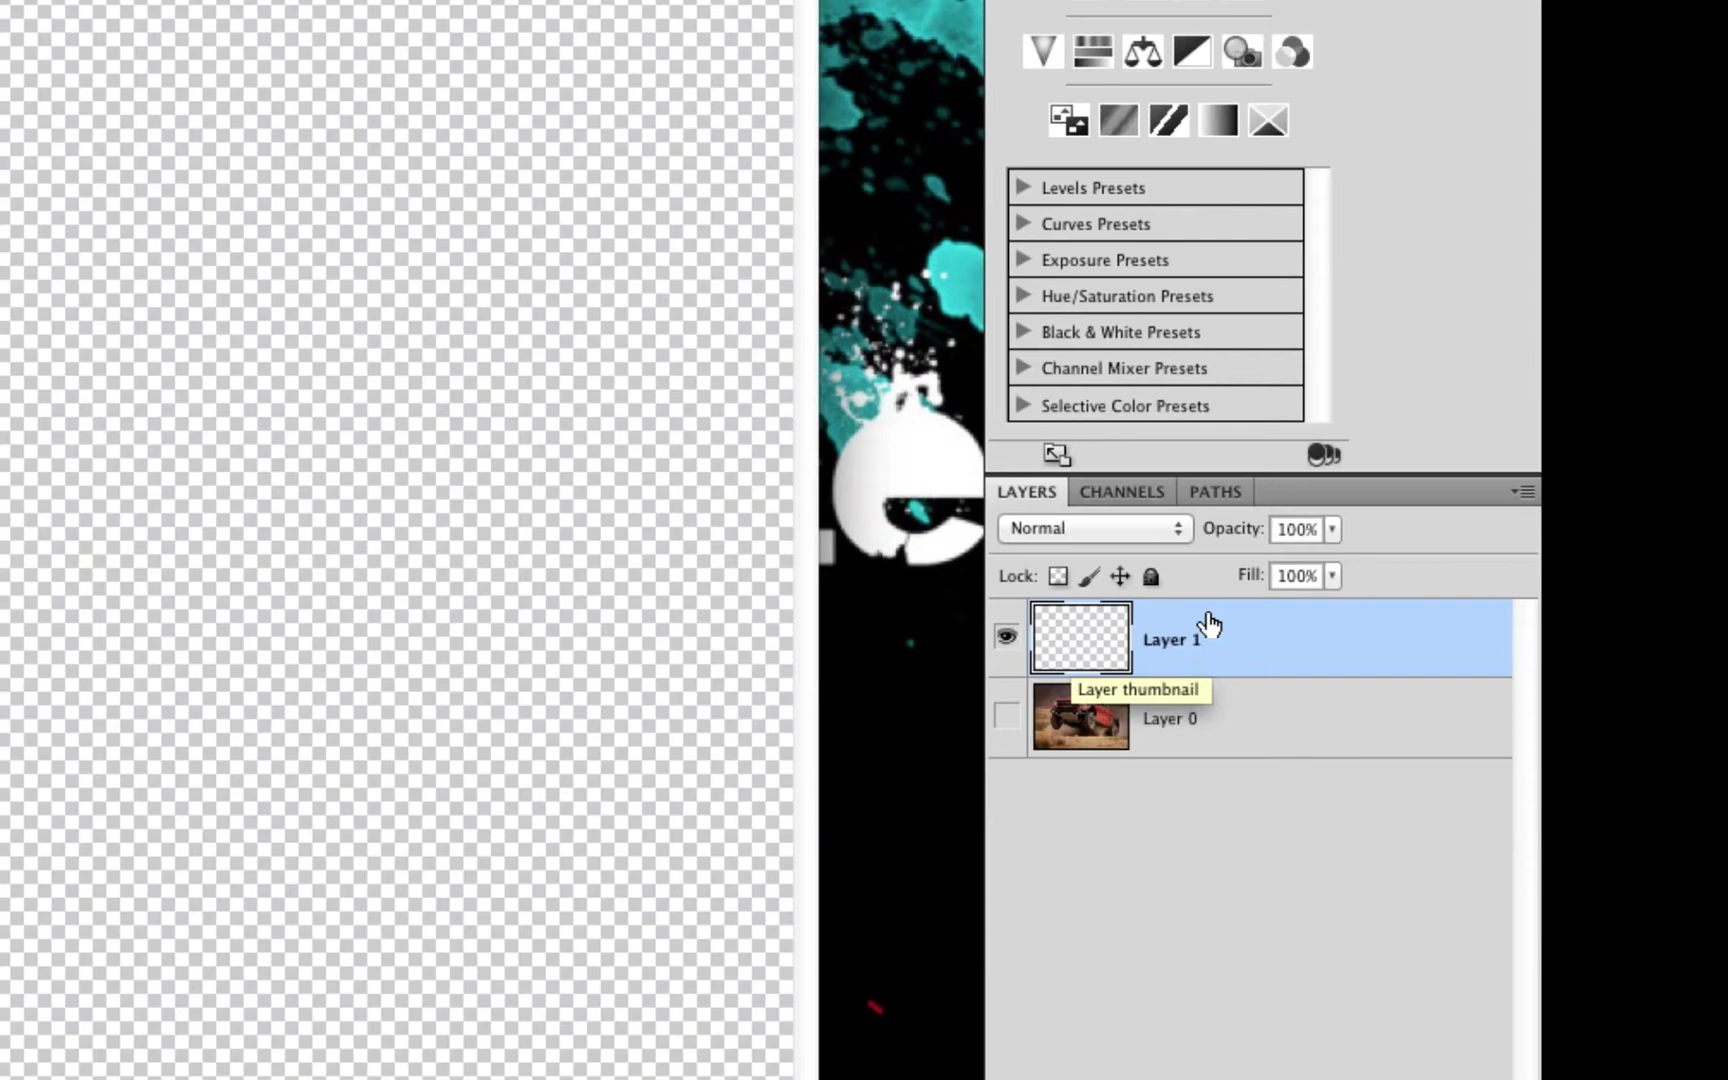 Levels Presets
Curves Presets
Exposure Presets
Hue/Saturation Presets
Black & White Presets
Channel Mixer Presets
Selective Color Presets
LAYERS CHANNELS PATHS
Normal Opacity: 100%
Lock: Fill: 100%
Layer 1
Layer thumbnail
Layer 0
e